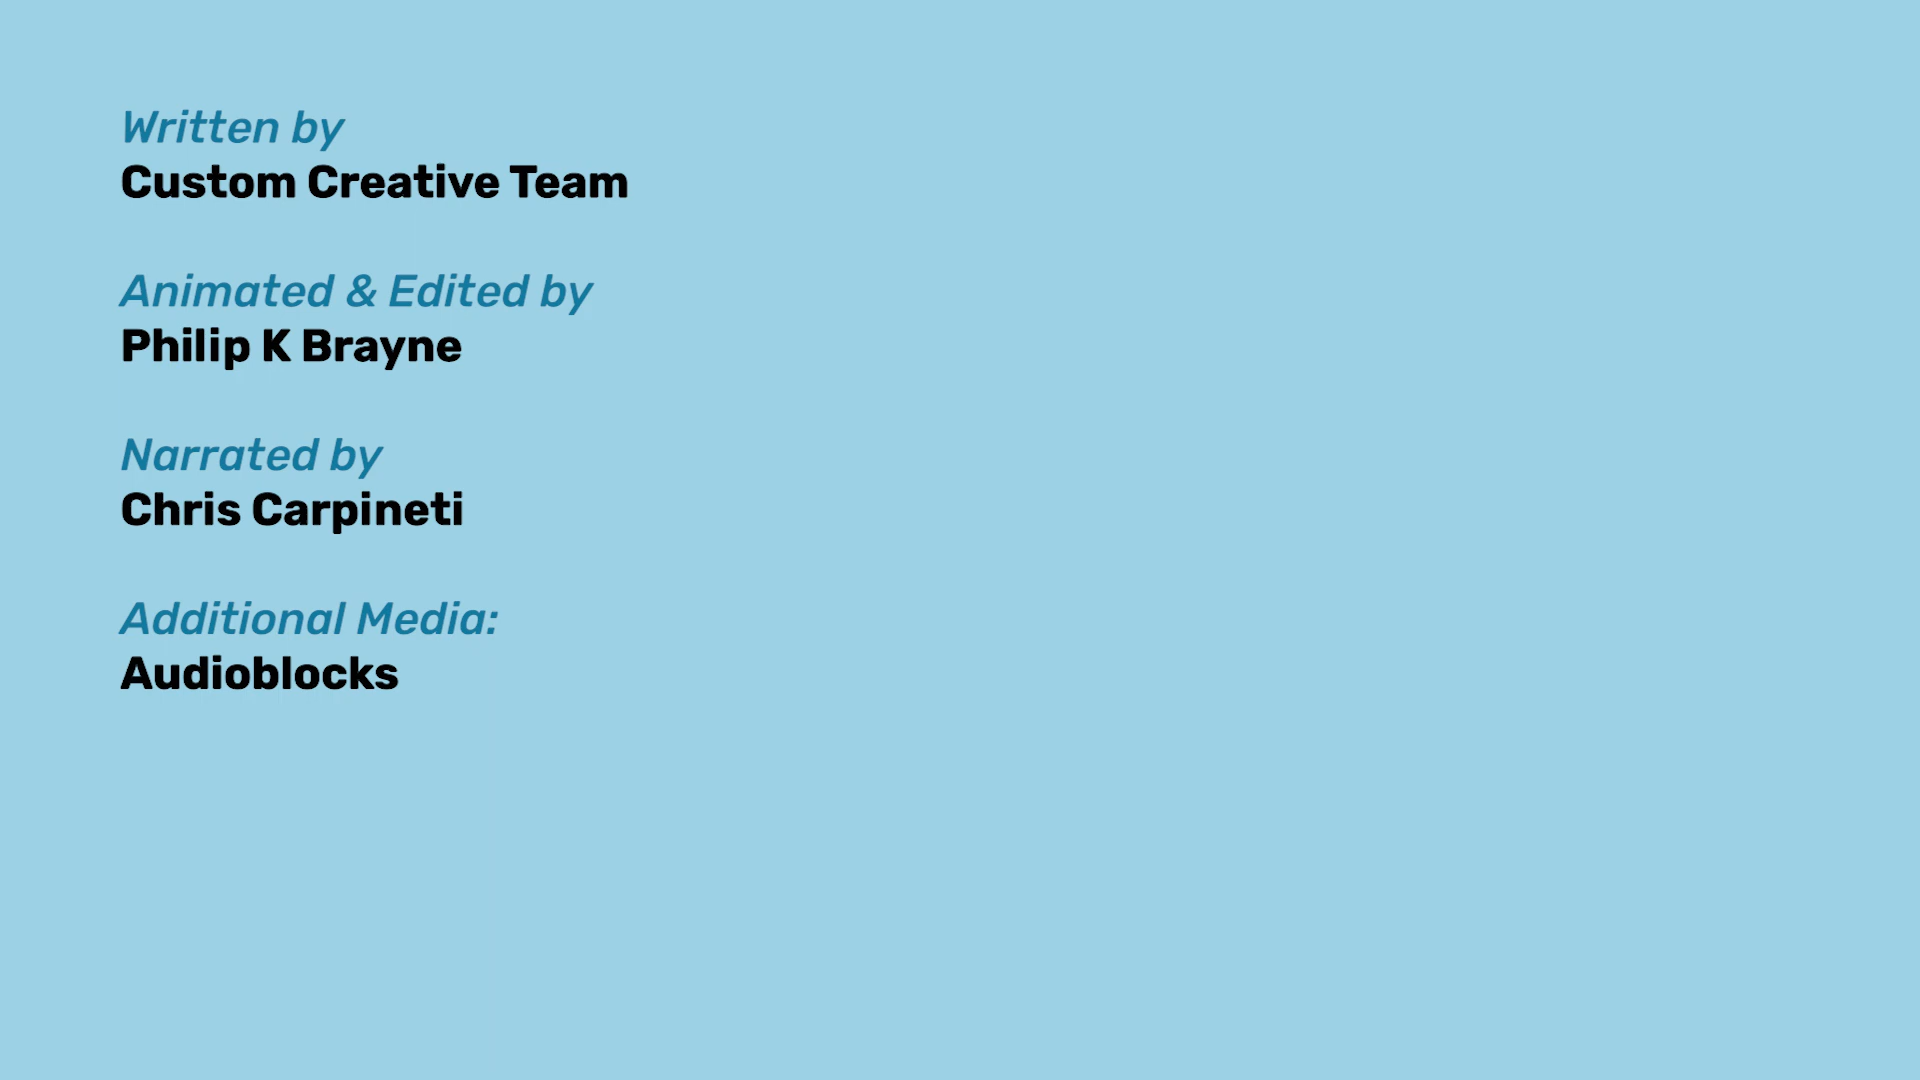 Written by
Custom Creative Team
Animated & Edited by
Philip K Brayne
Narrated by
Chris Carpineti
Additional Media:
Audioblocks